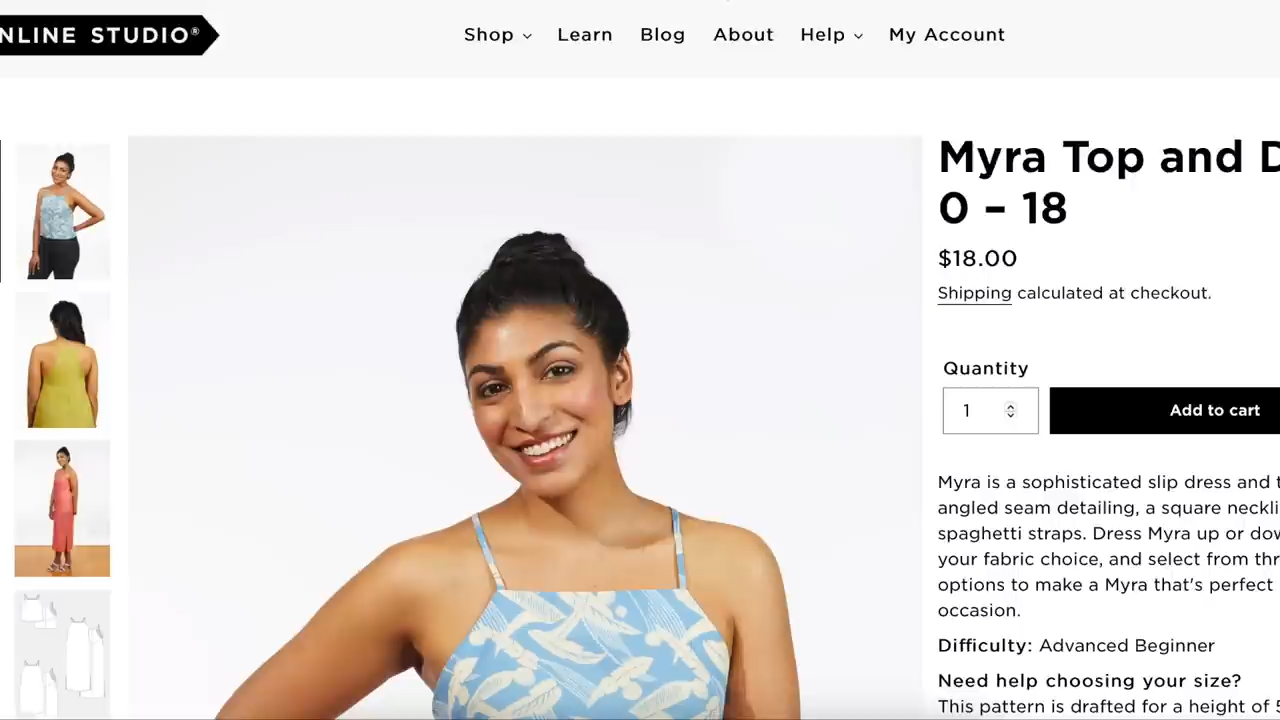 NLINE STUDIO®
Shop
Learn
Blog
About
Help
My Account
Myra Top and D
0 – 18
$18.00
Shipping calculated at checkout.
Quantity
1
Add to cart
Myra is a sophisticated slip dress and t
angled seam detailing, a square neckli
spaghetti straps. Dress Myra up or dow
your fabric choice, and select from thr
options to make a Myra that's perfect
occasion.
Difficulty: Advanced Beginner
Need help choosing your size?
This pattern is drafted for a height of 5